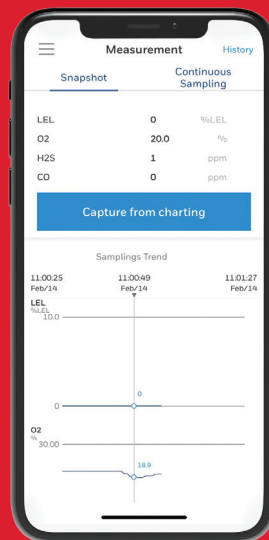 Measurement
History
Snapshot
Continuous
Sampling
LEL 0 %LEL
O2 20.0 %
H2S 1 ppm
CO 0 ppm
Capture from charting
Samplings Trend
11:00:25 11:00:49 11:01:27
Feb/14 Feb/14 Feb/14
LEL
%LEL
10.0
0
0
O2
%
30.00
18.9